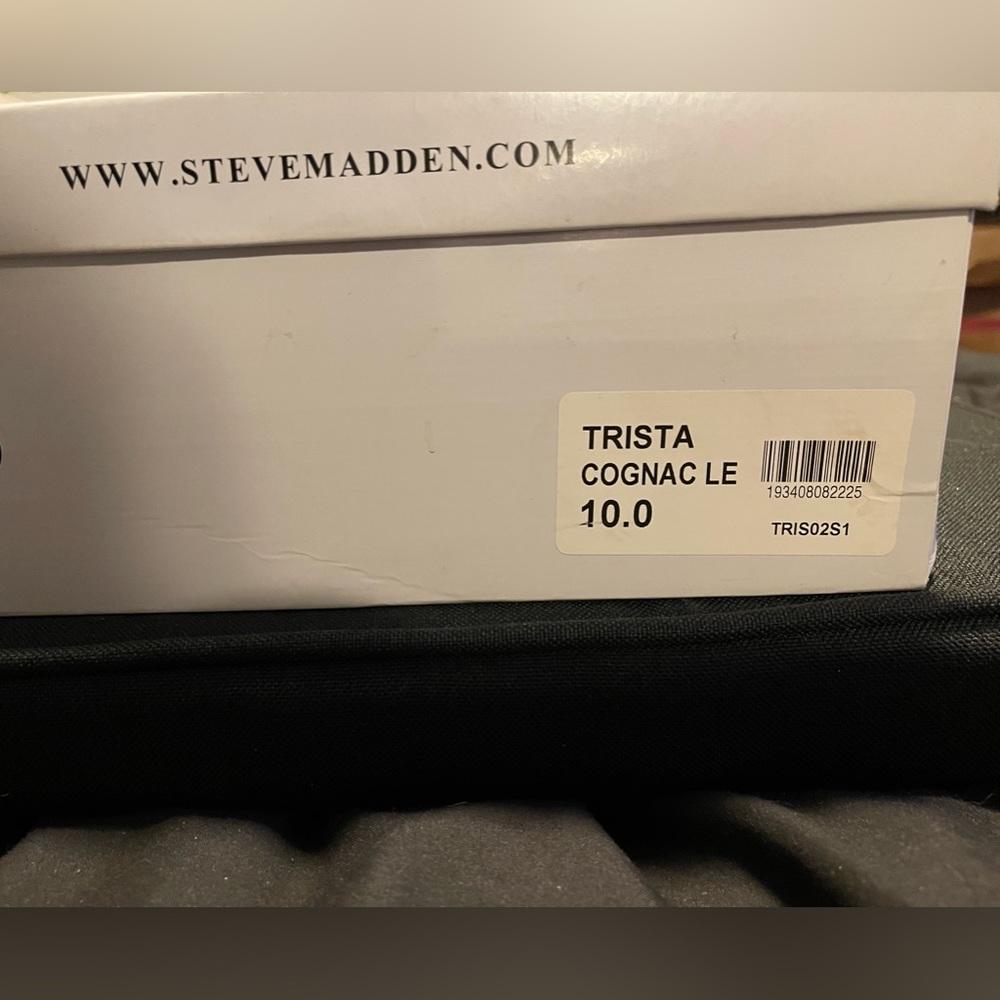 WWW.STEVEMADDEN.COM
TRISTA
COGNAC LE
10.0
193408082225
TRIS02S1